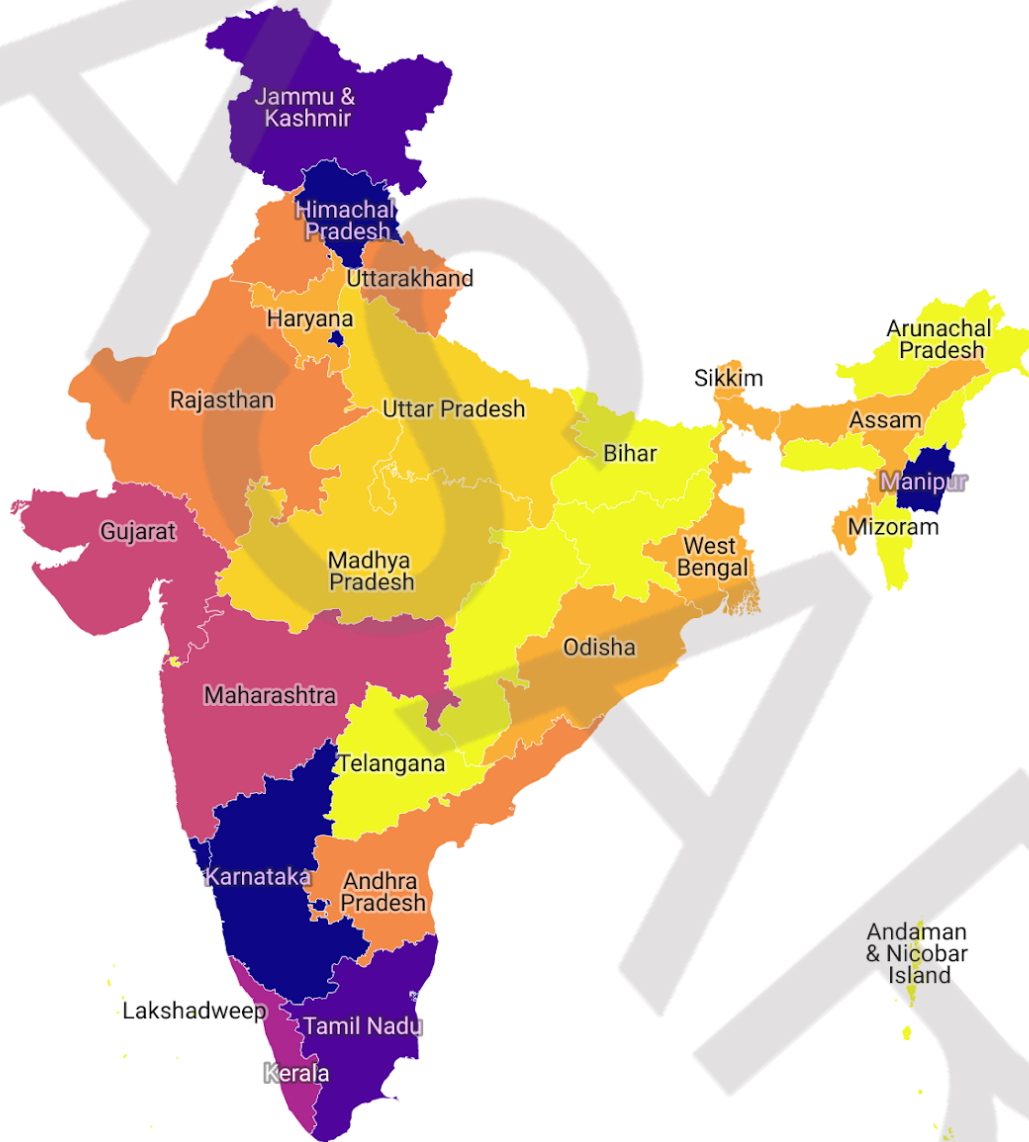 Jammu &
Kashmir
Himachal
Pradesh
Uttarakhand
Haryana
Arunachal
Pradesh
Sikkim
Rajasthan
Uttar Pradesh
Assam
Bihar
Manipur
Gujarat
Mizoram
West
Bengal
Madhya
Pradesh
Odisha
Maharashtra
Telangana
Karnataka
Andhra
Pradesh
Andaman
& Nicobar
Island
Lakshadweep
Tamil Nadu
Kerala